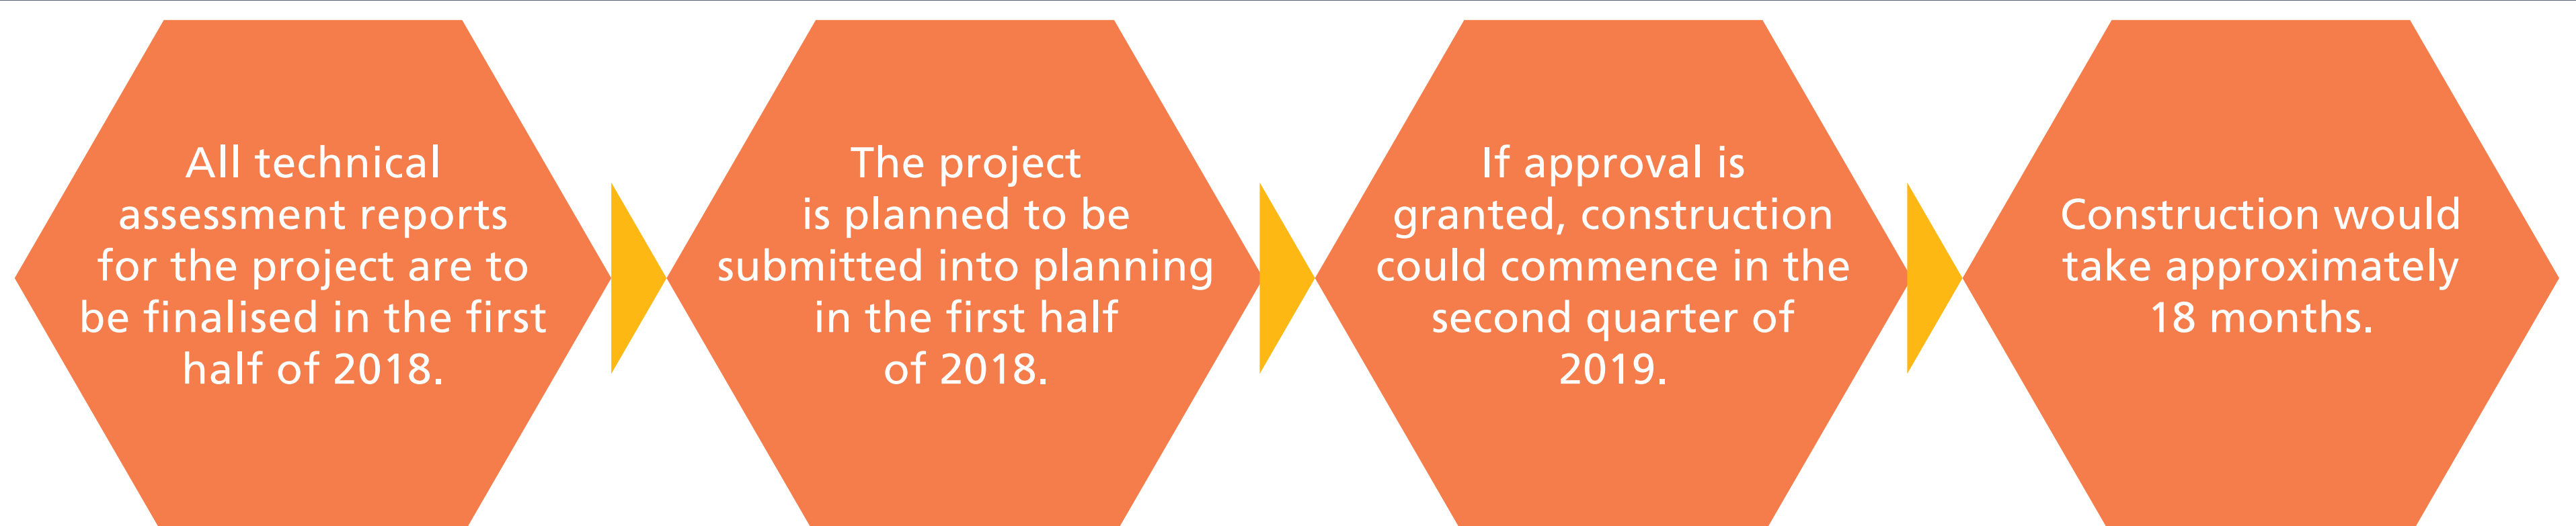 All technical
assessment reports
for the project are to
be finalised in the first
half of 2018.
The project
is planned to be
submitted into planning
in the first half
of 2018.
If approval is
granted, construction
could commence in the
second quarter of
2019.
Construction would
take approximately
18 months.